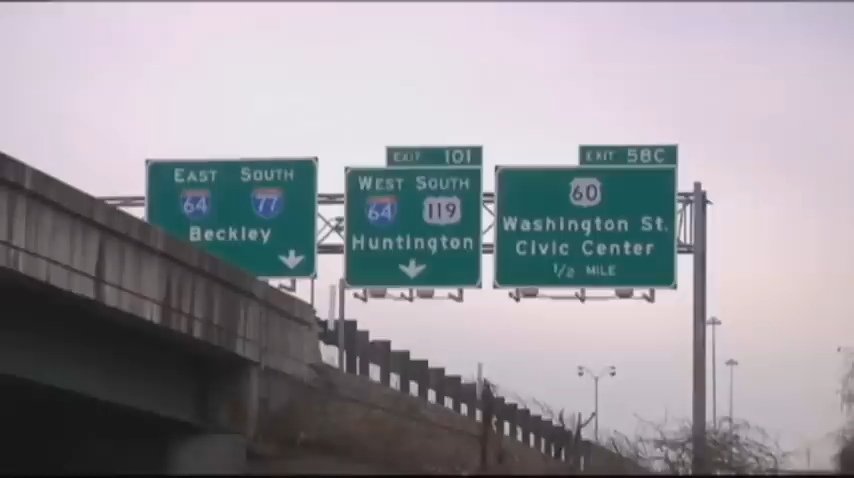 EAST SOUTH
64 77
Beckley
EXIT 101
WEST SOUTH
64 119
Huntington
EXIT 58C
60
Washington St.
Civic Center
1/2 MILE